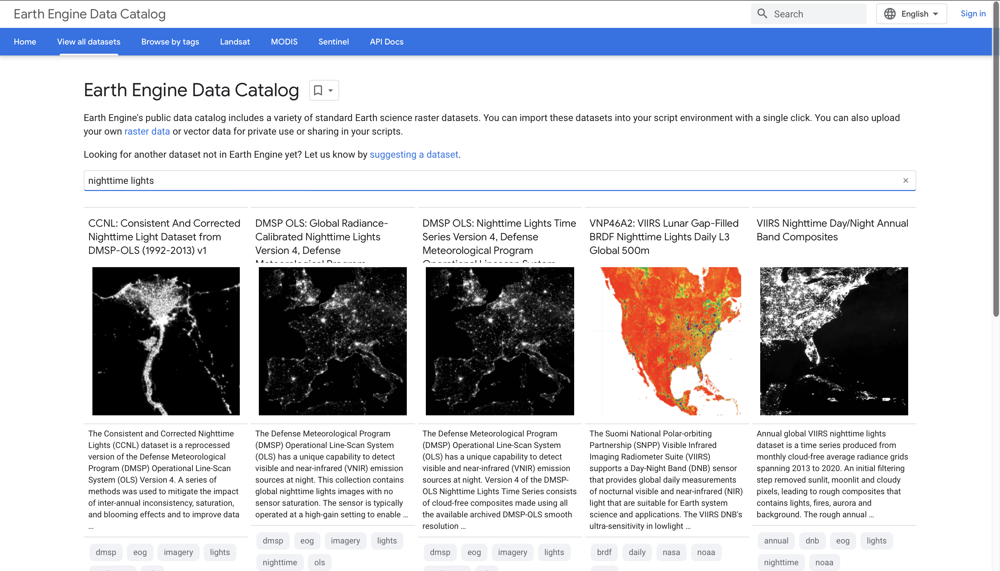 Earth Engine Data Catalog
Search
English
Sign in
Home
View all datasets
Browse by tags
Landsat
MODIS
Sentinel
API Docs
Earth Engine Data Catalog
Earth Engine's public data catalog includes a variety of standard Earth science raster datasets. You can import these datasets into your script environment with a single click. You can also upload
your own raster data or vector data for private use or sharing in your scripts.
Looking for another dataset not in Earth Engine yet? Let us know by suggesting a dataset.
nighttime lights
CCNL: Consistent And Corrected
Nighttime Light Dataset from
DMSP-OLS (1992-2013) v1
The Consistent and Corrected Nighttime
Lights (CCNL) dataset is a reprocessed
version of the Defense Meteorological
Program (DMSP) Operational Line-Scan
System (OLS) Version 4. A series of
methods was used to mitigate the impact
of inter-annual inconsistency, saturation,
and blooming effects and to improve data
…
dmsp eog imagery lights
DMSP OLS: Global Radiance-
Calibrated Nighttime Lights
Version 4, Defense
Meteorological Program
The Defense Meteorological Program
(DMSP) Operational Line-Scan System
(OLS) has a unique capability to detect
visible and near-infrared (VNIR) emission
sources at night. This collection contains
global nighttime lights images with no
sensor saturation. The sensor is typically
operated at a high-gain setting to enable …
dmsp eog imagery lights
nighttime ols
DMSP OLS: Nighttime Lights Time
Series Version 4, Defense
Meteorological Program
Operational Linescan System
The Defense Meteorological Program
(DMSP) Operational Line-Scan System
(OLS) has a unique capability to detect
visible and near-infrared (VNIR) emission
sources at night. Version 4 of the DMSP-
OLS Nighttime Lights Time Series consists
of cloud-free composites made using all
the available archived DMSP-OLS smooth
resolution …
dmsp eog imagery lights
VNP46A2: VIIRS Lunar Gap-Filled
BRDF Nighttime Lights Daily L3
Global 500m
The Suomi National Polar-orbiting
Partnership (SNPP) Visible Infrared
Imaging Radiometer Suite (VIIRS)
supports a Day-Night Band (DNB) sensor
that provides global daily measurements
of nocturnal visible and near-infrared (NIR)
light that are suitable for Earth system
science and applications. The VIIRS DNB's
ultra-sensitivity in lowlight …
brdf daily nasa noaa
VIIRS Nighttime Day/Night Annual
Band Composites
Annual global VIIRS nighttime lights
dataset is a time series produced from
monthly cloud-free average radiance grids
spanning 2013 to 2020. An initial filtering
step removed sunlit, moonlit and cloudy
pixels, leading to rough composites that
contains lights, fires, aurora and
background. The rough annual …
annual dnb eog lights
nighttime noaa